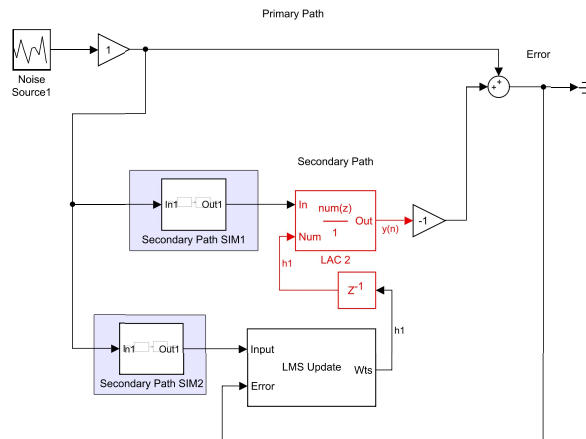 Primary Path
Noise
Source1
1
Error
+
+
Secondary Path
In1
Out1
Secondary Path SIM1
In
num(z)
1
Out
Num
LAC 2
y(n)
-1
h1
Z-1
h1
In1
Out1
Secondary Path SIM2
Input
LMS Update
Wts
Error